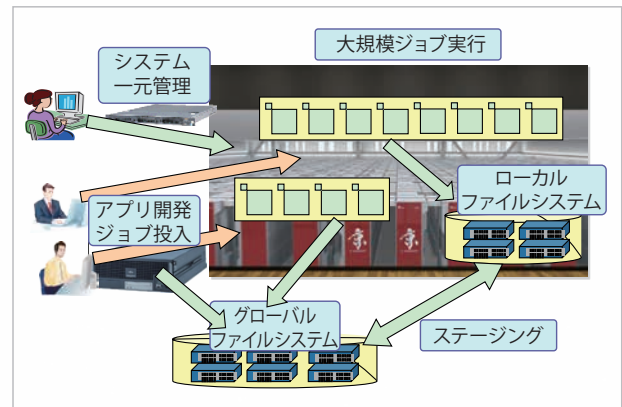 大規模ジョブ実行
システム
一元管理
ローカル
ファイルシステム
アプリ開発
ジョブ投入
京
京
グローバル
ファイルシステム
ステージング